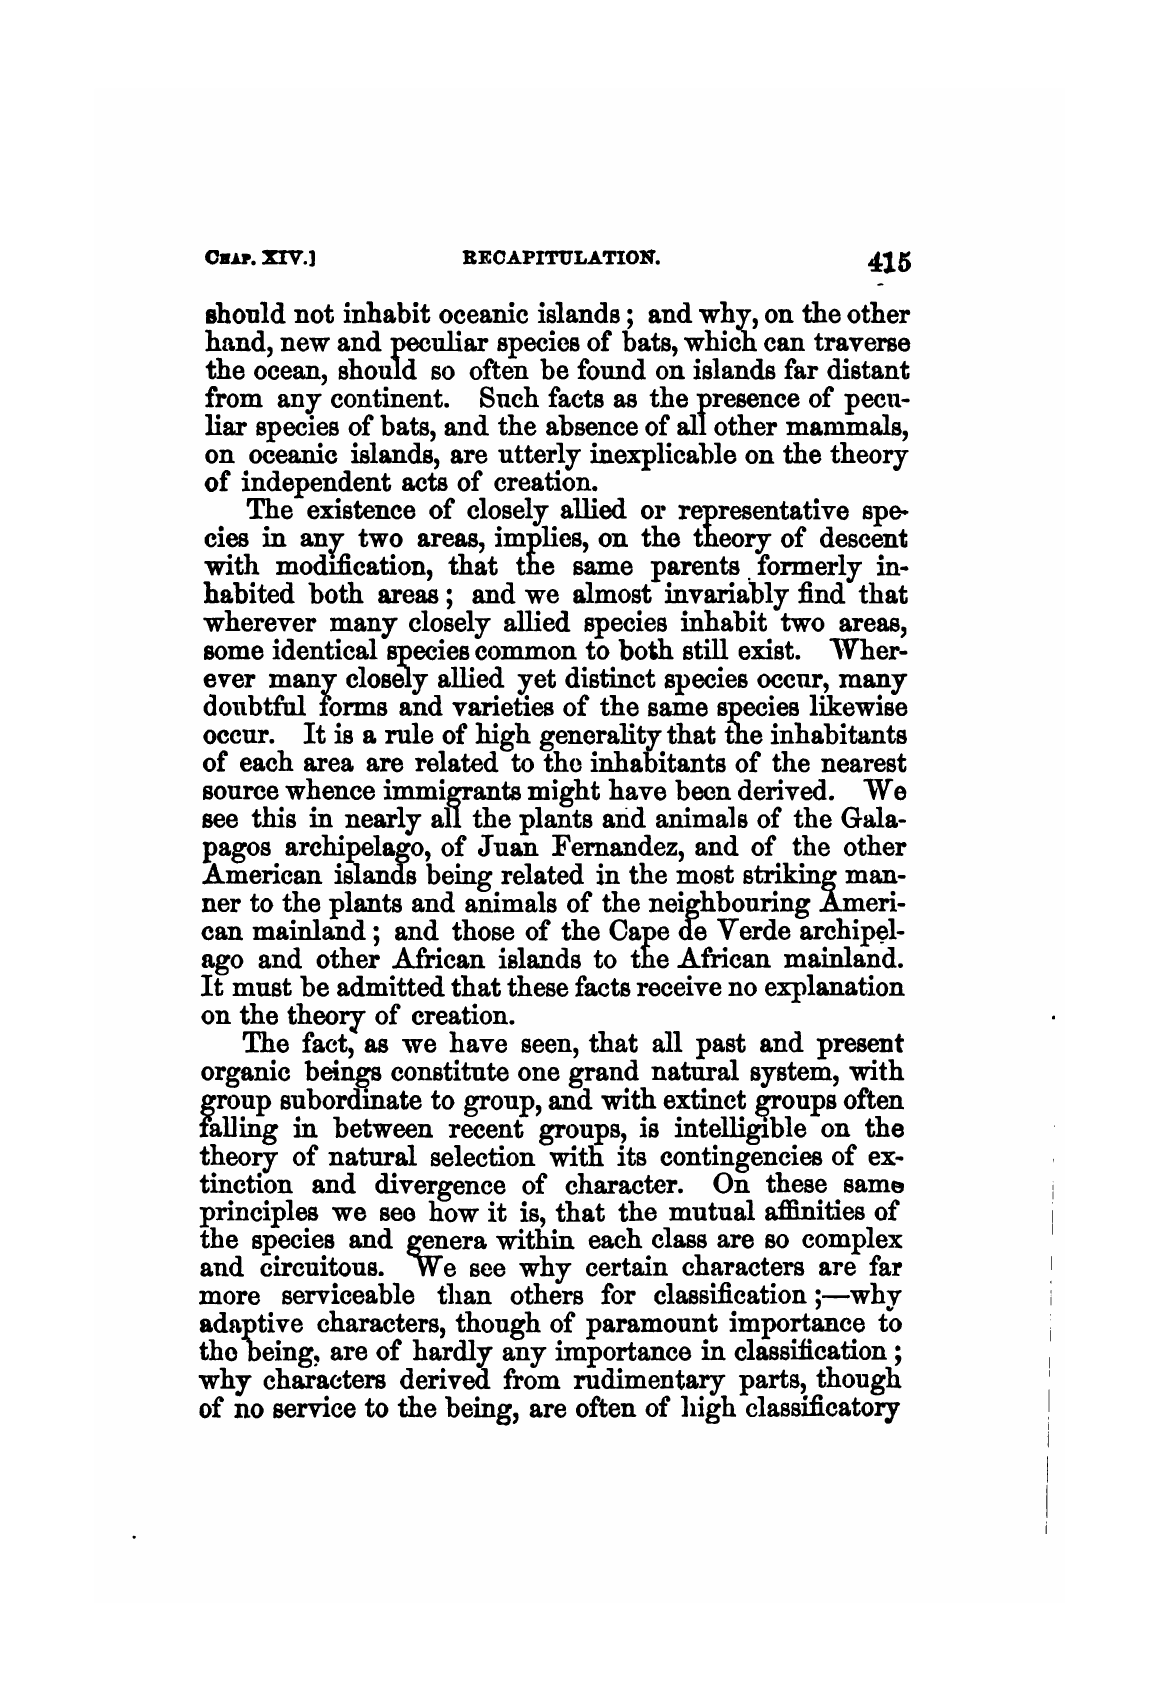 CHAP. XIV.] RECAPITULATION. 415
should not inhabit oceanic islands; and why, on the other
hand, new and peculiar species of bats, which can traverse
the ocean, should so often be found on islands far distant
from any continent. Such facts as the presence of pecu-
liar species of bats, and the absence of all other mammals,
on oceanic islands, are utterly inexplicable on the theory
of independent acts of creation.
The existence of closely allied or representative spe-
cies in any two areas, implies, on the theory of descent
with modification, that the same parents formerly in-
habited both areas; and we almost invariably find that
wherever many closely allied species inhabit two areas,
some identical species common to both still exist. Wher-
ever many closely allied yet distinct species occur, many
doubtful forms and varieties of the same species likewise
occur. It is a rule of high generality that the inhabitants
of each area are related to the inhabitants of the nearest
source whence immigrants might have been derived. We
see this in nearly all the plants and animals of the Gala-
pagos archipelago, of Juan Fernandez, and of the other
American islands being related in the most striking man-
ner to the plants and animals of the neighbouring Ameri-
can mainland; and those of the Cape de Verde archipel-
ago and other African islands to the African mainland.
It must be admitted that these facts receive no explanation
on the theory of creation.
The fact, as we have seen, that all past and present
organic beings constitute one grand natural system, with
group subordinate to group, and with extinct groups often
falling in between recent groups, is intelligible on the
theory of natural selection with its contingencies of ex-
tinction and divergence of character. On these same
principles we see how it is, that the mutual affinities of
the species and genera within each class are so complex
and circuitous. We see why certain characters are far
more serviceable than others for classification;—why
adaptive characters, though of paramount importance to
the being, are of hardly any importance in classification;
why characters derived from rudimentary parts, though
of no service to the being, are often of high classificatory